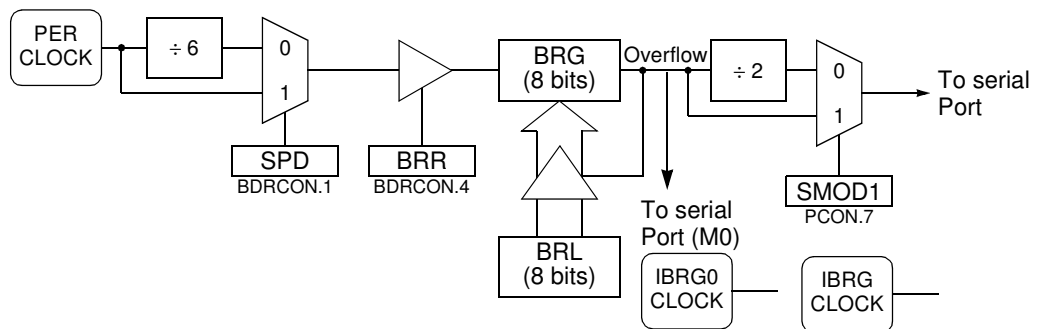 PER
CLOCK
÷ 6
0
1
SPD
BDRCON.1
BRR
BDRCON.4
BRG
(8 bits)
Overflow
÷ 2
0
1
To serial
Port
SMOD1
PCON.7
BRL
(8 bits)
To serial
Port (M0)
IBRG0
CLOCK
IBRG
CLOCK